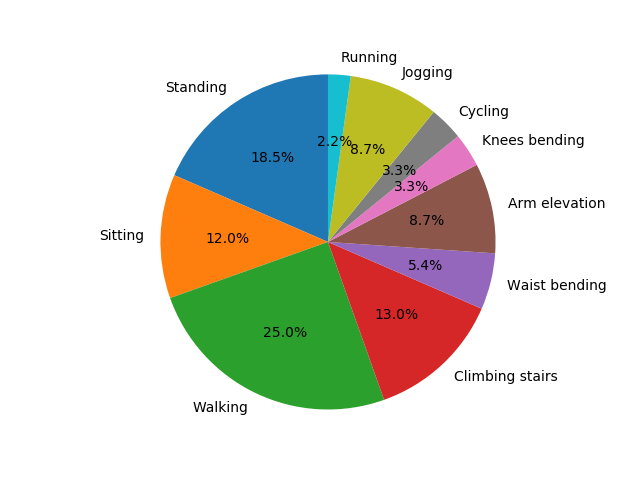 Running
Jogging
Standing
Cycling
2.2%
8.7%
Knees bending
18.5%
3.3%
3.3%
Arm elevation
8.7%
Sitting
12.0%
5.4%
Waist bending
13.0%
25.0%
Climbing stairs
Walking